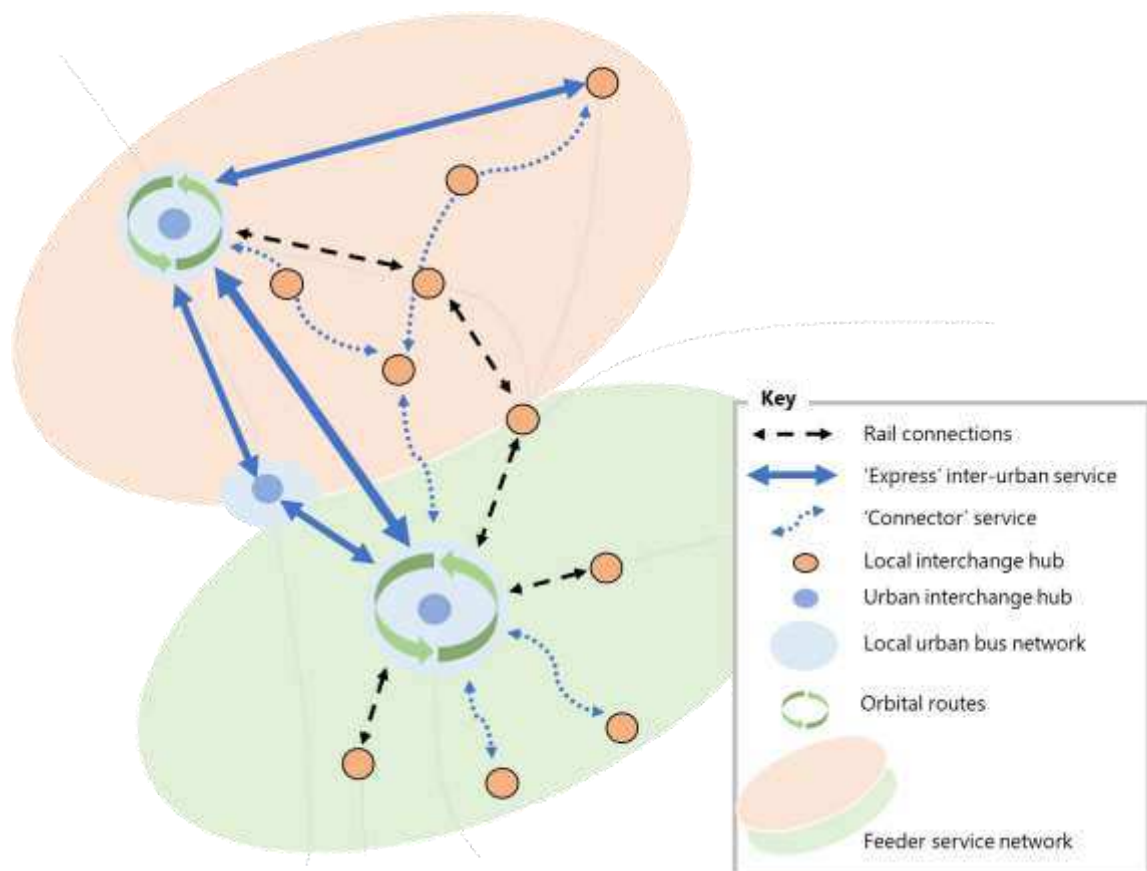 Key
Rail connections
'Express' inter-urban service
'Connector' service
Local interchange hub
Urban interchange hub
Local urban bus network
Orbital routes
Feeder service network